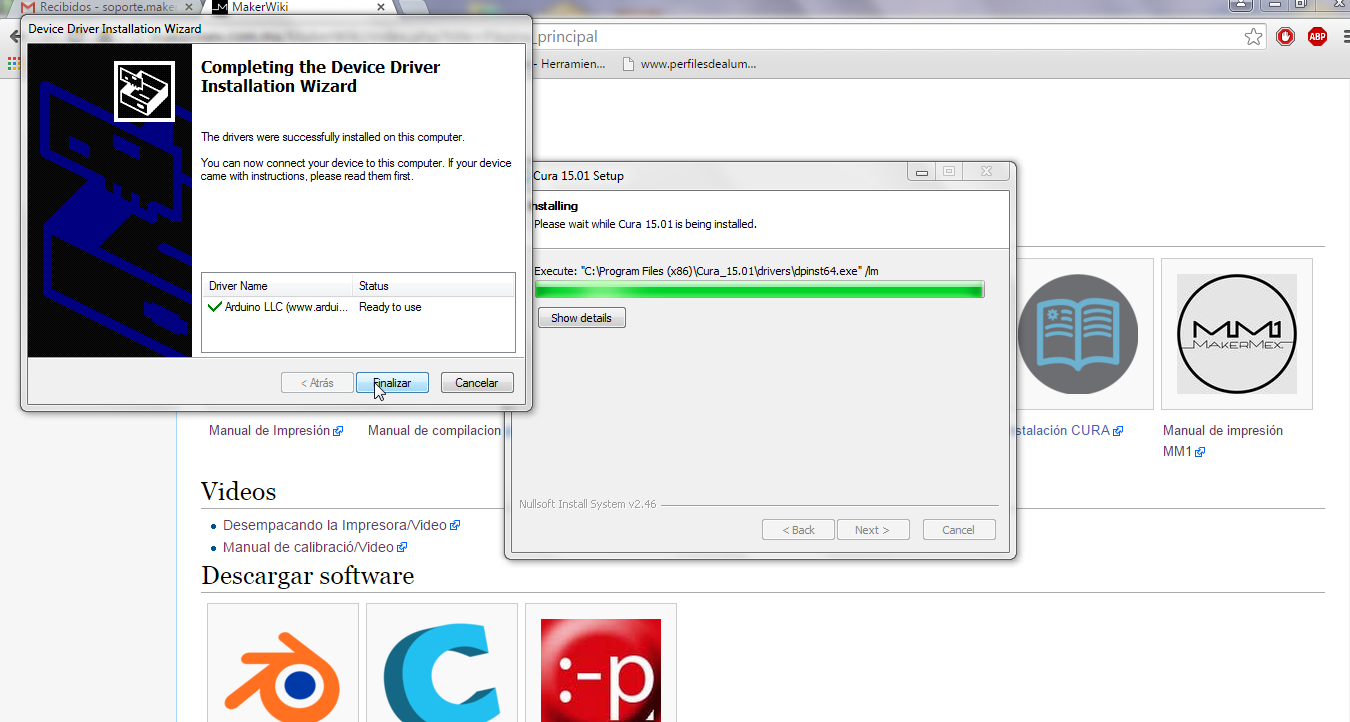 Recibidos - soporte.maker
MakerWiki
Device Driver Installation Wizard
principal
ABP
- Herramien...
www.perfilesdealum...
Completing the Device Driver
Installation Wizard
The drivers were successfully installed on this computer.
You can now connect your device to this computer. If your device
came with instructions, please read them first.
Driver Name
Status
Arduino LLC (www.ardui...
Ready to use
< Atrás
Finalizar
Cancelar
Cura 15.01 Setup
nstalling
Please wait while Cura 15.01 is being installed.
Execute: "C:\Program Files (x86)\Cura_15.01\drivers\dpinst64.exe" /lm
Show details
Nullsoft Install System v2.46
< Back
Next >
Cancel
MM1
MAKERMEX
Manual de Impresión
Manual de compilacion
stalación CURA
Manual de impresión
MM1
Videos
Desempacando la Impresora/Video
Manual de calibració/Video
Descargar software
:-p